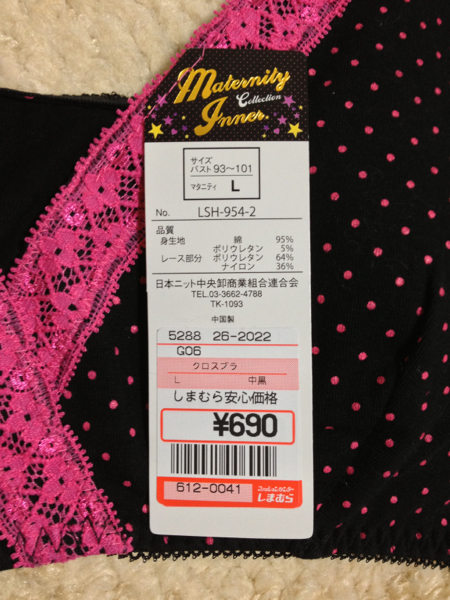 Maternity
Collection
Inner
サイズ
バスト 93～101
マタニティ L
No. LSH-954-2
品質
身生地 綿 95%
ポリウレタン 5%
レース部分 ポリウレタン 64%
ナイロン 36%
日本ニット中央卸商業組合連合会
TEL.03-3662-4788
TK-1093
中国製
5288 26-2022
G06
クロスブラ
L 中黒
しまむら安心価格
¥690
612-0041
ファッションセンター
しまむら